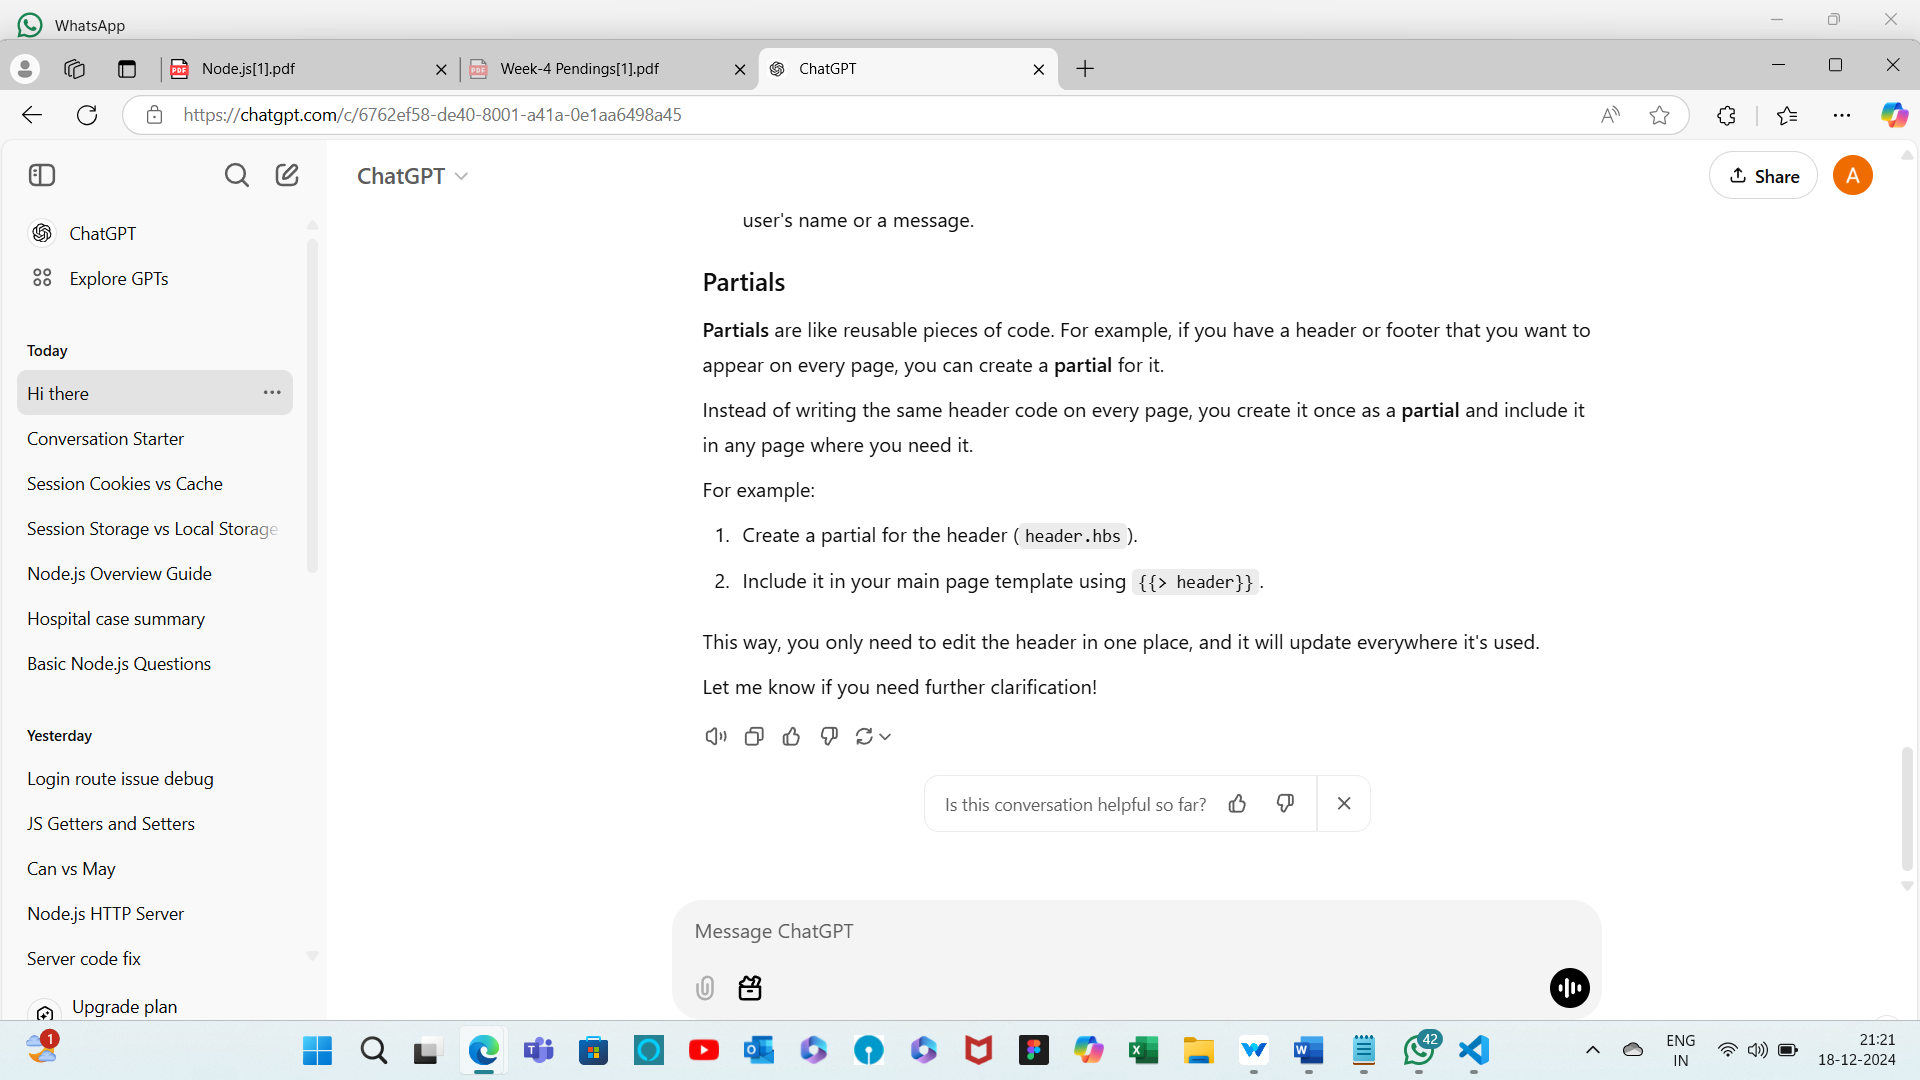 WhatsApp
Node.js[1].pdf
Week-4 Pendings[1].pdf
ChatGPT
https://chatgpt.com/c/6762ef58-de40-8001-a41a-0e1aa6498a45
ChatGPT
Share
A
ChatGPT
Explore GPTs
Today
Hi there
Conversation Starter
Session Cookies vs Cache
Session Storage vs Local Storage
Node.js Overview Guide
Hospital case summary
Basic Node.js Questions
Yesterday
Login route issue debug
JS Getters and Setters
Can vs May
Node.js HTTP Server
Server code fix
Upgrade plan
user's name or a message.
Partials
Partials are like reusable pieces of code. For example, if you have a header or footer that you want to
appear on every page, you can create a partial for it.
Instead of writing the same header code on every page, you create it once as a partial and include it
in any page where you need it.
For example:
1. Create a partial for the header ( header.hbs ).
2. Include it in your main page template using {{> header}} .
This way, you only need to edit the header in one place, and it will update everywhere it's used.
Let me know if you need further clarification!
Is this conversation helpful so far?
Message ChatGPT
1
42
ENG
IN
21:21
18-12-2024